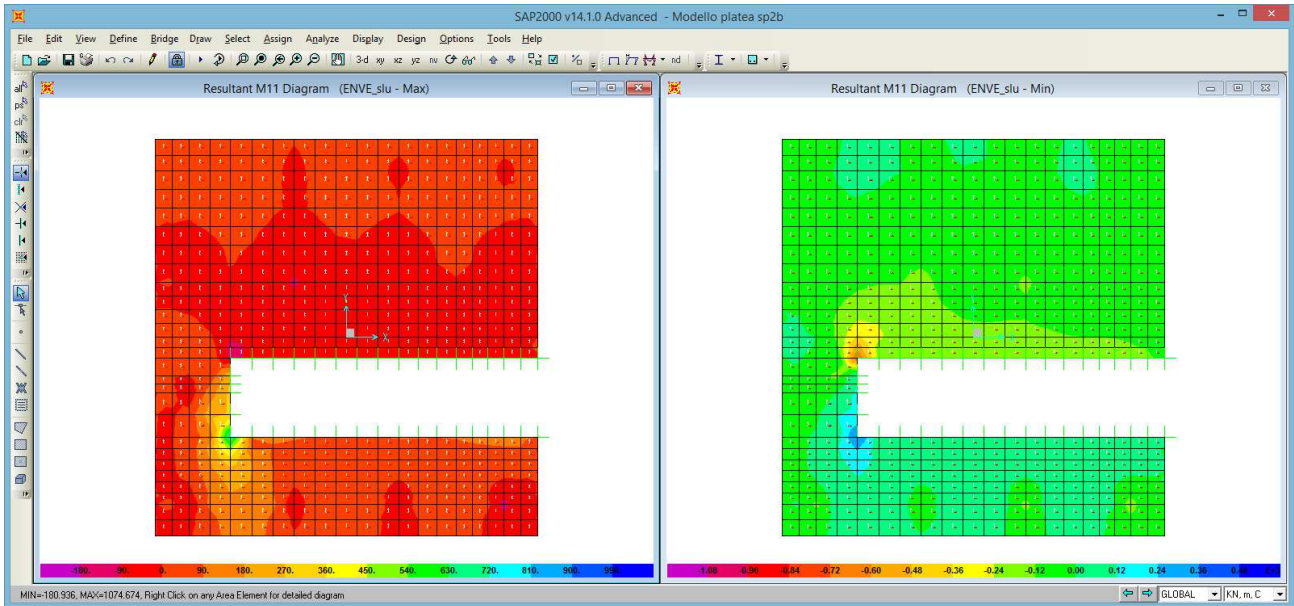 SAP2000 v14.1.0 Advanced - Modello platea sp2b
File Edit View Define Bridge Draw Select Assign Analyze Display Design Options Tools Help
3-d xy xz yz nv nd
all
ps
clr
Resultant M11 Diagram (ENVE_slu - Max)
Resultant M11 Diagram (ENVE_slu - Min)
Y
X
-180. -90. 0. 90. 180. 270. 360. 450. 540. 630. 720. 810. 900. 990.
-1.08 -0.96 -0.84 -0.72 -0.60 -0.48 -0.36 -0.24 -0.12 0.00 0.12 0.24 0.36
MIN=-180.936, MAX=1074.674, Right Click on any Area Element for detailed diagram
GLOBAL KN, m, C